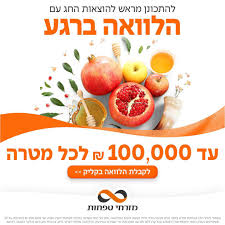 להתכונן מראש להוצאות החג עם
הלוואה ברגע
עד 100,000 ₪ לכל מטרה
לקבלת הלוואה בקליק >>
מזרחי טפחות